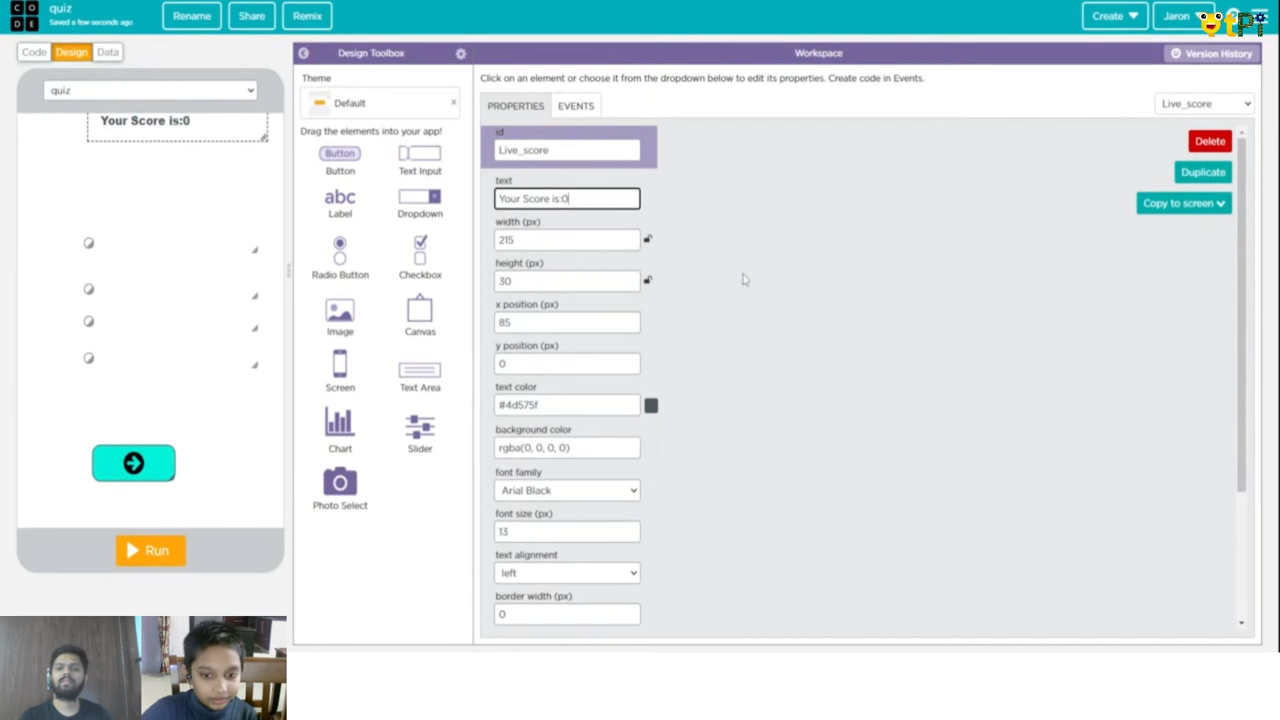 CO
DE
quiz
Saved a few seconds ago
Rename
Share
Remix
Create
Jaron
Code
Design
Data
Design Toolbox
Workspace
Version History
quiz
Your Score is:0
Run
Theme
Default
Drag the elements into your app!
Button
Button
Text Input
abc
Label
Dropdown
Radio Button
Checkbox
Image
Canvas
Screen
Text Area
Chart
Slider
Photo Select
Click on an element or choose it from the dropdown below to edit its properties. Create code in Events.
PROPERTIES
EVENTS
Live_score
id
Live_score
text
Your Score is:0
width (px)
215
height (px)
30
x position (px)
85
y position (px)
0
text color
#4d575f
background color
rgba(0, 0, 0, 0)
font family
Arial Black
font size (px)
13
text alignment
left
border width (px)
0
Delete
Duplicate
Copy to screen